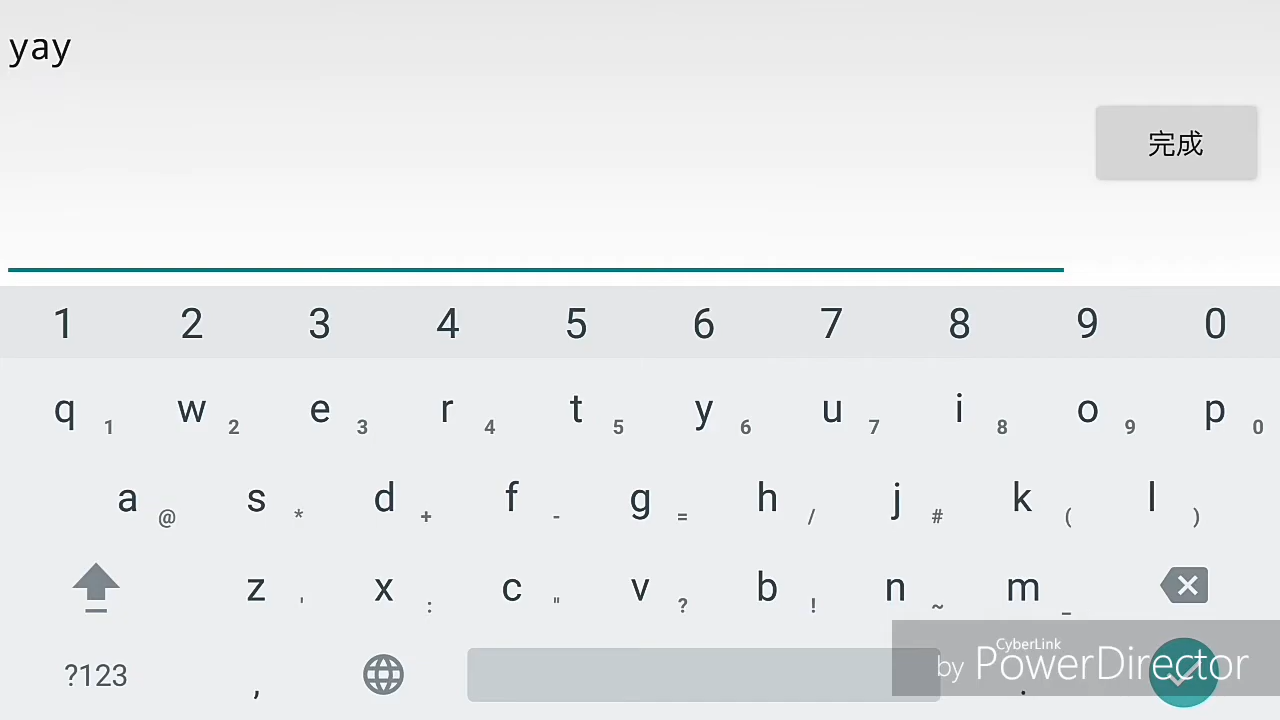 yay
完成
1 2 3 4 5 6 7 8 9 0
q 1 w 2 e 3 r 4 t 5 y 6 u 7 i 8 o 9 p 0
a @ s * d + f - g = h / j # k ( l )
z ' x : c " v ? b ! n ~ m _
CyberLink
by PowerDirector
?123 , .